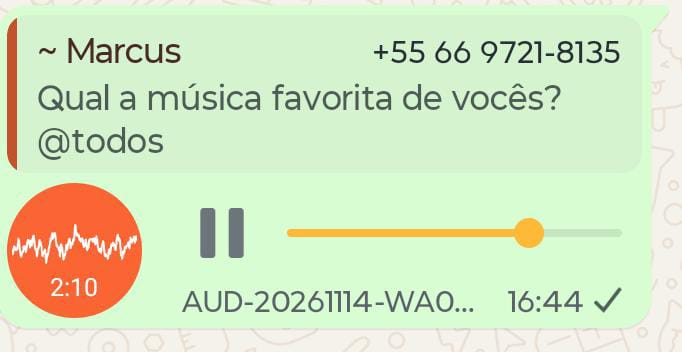 ~ Marcus +55 66 9721-8135
Qual a música favorita de vocês?
@todos
2:10
AUD-20261114-WA0... 16:44